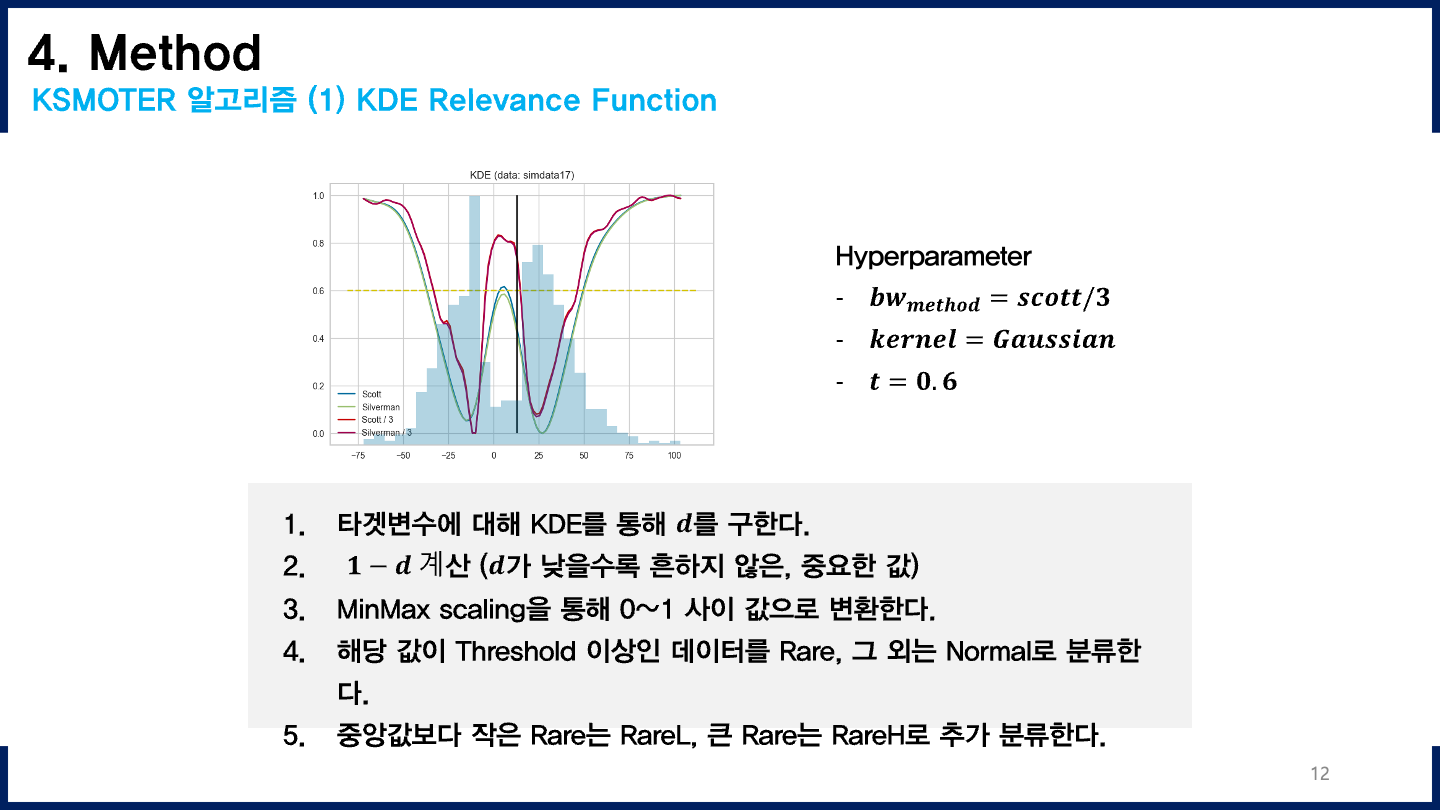 4. Method
KSMOTER 알고리즘 (1) KDE Relevance Function
KDE (data: simdata17)
1.0
0.8
0.6
0.4
0.2
0.0
Scott
Silverman
Scott / 3
Silverman / 3
−75 −50 −25 0 25 50 75 100
Hyperparameter
- bw_method = scott/3
- kernel = Gaussian
- t = 0.6
1. 타겟변수에 대해 KDE를 통해 d를 구한다.
2. 1 − d 계산 (d가 낮을수록 흔하지 않은, 중요한 값)
3. MinMax scaling을 통해 0~1 사이 값으로 변환한다.
4. 해당 값이 Threshold 이상인 데이터를 Rare, 그 외는 Normal로 분류한
다.
5. 중앙값보다 작은 Rare는 RareL, 큰 Rare는 RareH로 추가 분류한다.
12